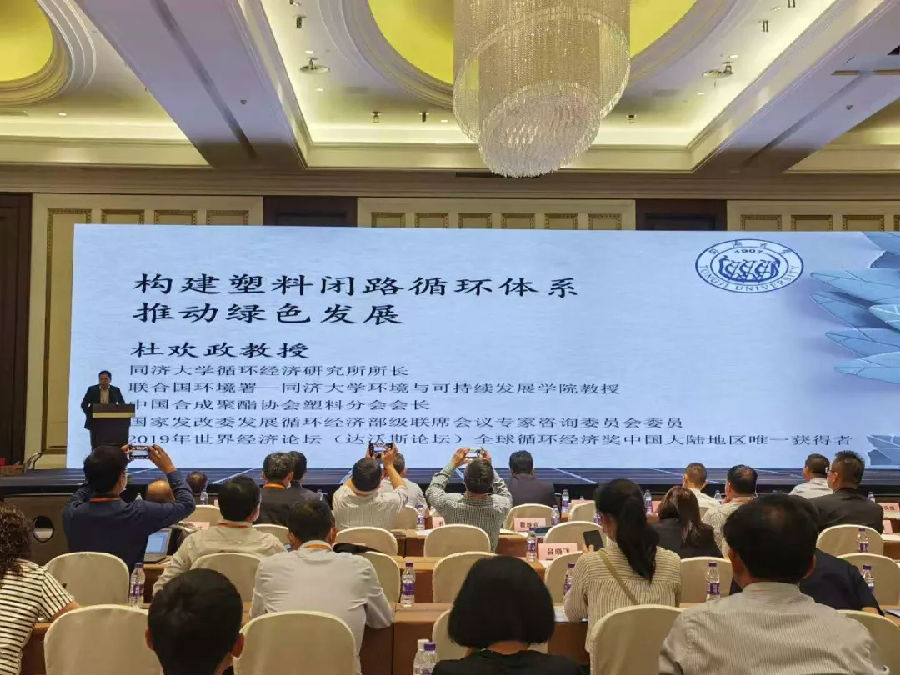 构建塑料闭路循环体系
推动绿色发展
杜欢政教授
同济大学循环经济研究所所长
联合国环境署—同济大学环境与可持续发展学院教授
中国合成聚酯协会塑料分会会长
国家发改委发展循环经济部级联席会议专家咨询委员会委员
2019年世界经济论坛（达沃斯论坛）全球循环经济奖中国大陆地区唯一获得者
1907
TONGJI UNIVERSITY